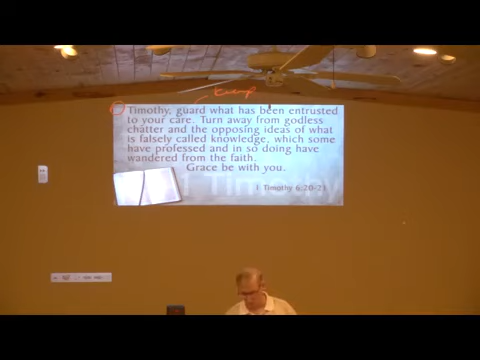 Timothy, guard what has been entrusted
to your care. Turn away from godless
chatter and the opposing ideas of what
is falsely called knowledge, which some
have professed and in so doing have
wandered from the faith.
Grace be with you.
1 Timothy 6:20-21